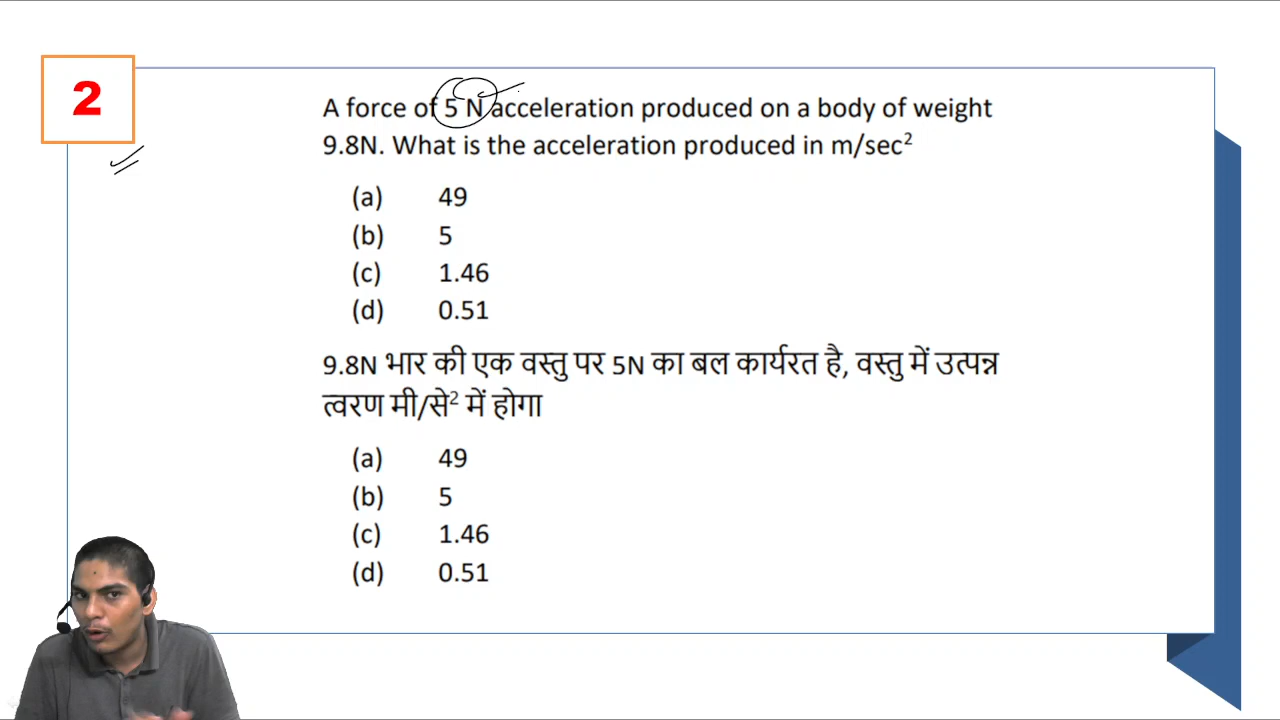 2
A force of 5 N acceleration produced on a body of weight
9.8N. What is the acceleration produced in m/sec²
(a) 49
(b) 5
(c) 1.46
(d) 0.51
9.8N भार की एक वस्तु पर 5N का बल कार्यरत है, वस्तु में उत्पन्न
त्वरण मी/से² में होगा
(a) 49
(b) 5
(c) 1.46
(d) 0.51